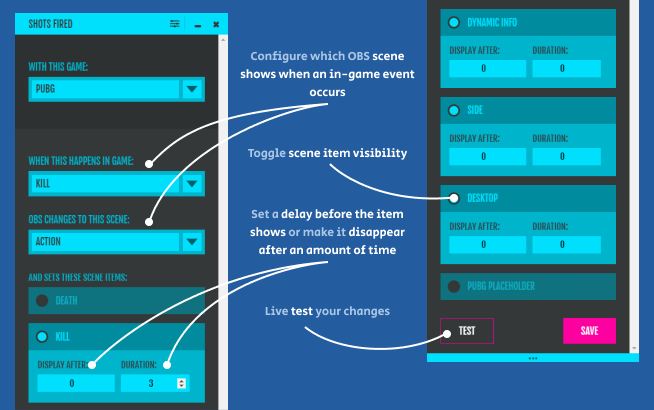 SHOTS FIRED
WITH THIS GAME:
PUBG
WHEN THIS HAPPENS IN GAME:
KILL
OBS CHANGES TO THIS SCENE:
ACTION
AND SETS THESE SCENE ITEMS:
DEATH
KILL
DISPLAY AFTER: DURATION:
0 3
Configure which OBS scene
shows when an in-game event
occurs
Toggle scene item visibility
Set a delay before the item
shows or make it disappear
after an amount of time
Live test your changes
DYNAMIC INFO
DISPLAY AFTER: DURATION:
0 0
SIDE
DISPLAY AFTER: DURATION:
0 0
DESKTOP
DISPLAY AFTER: DURATION:
0 0
PUBG PLACEHOLDER
TEST SAVE